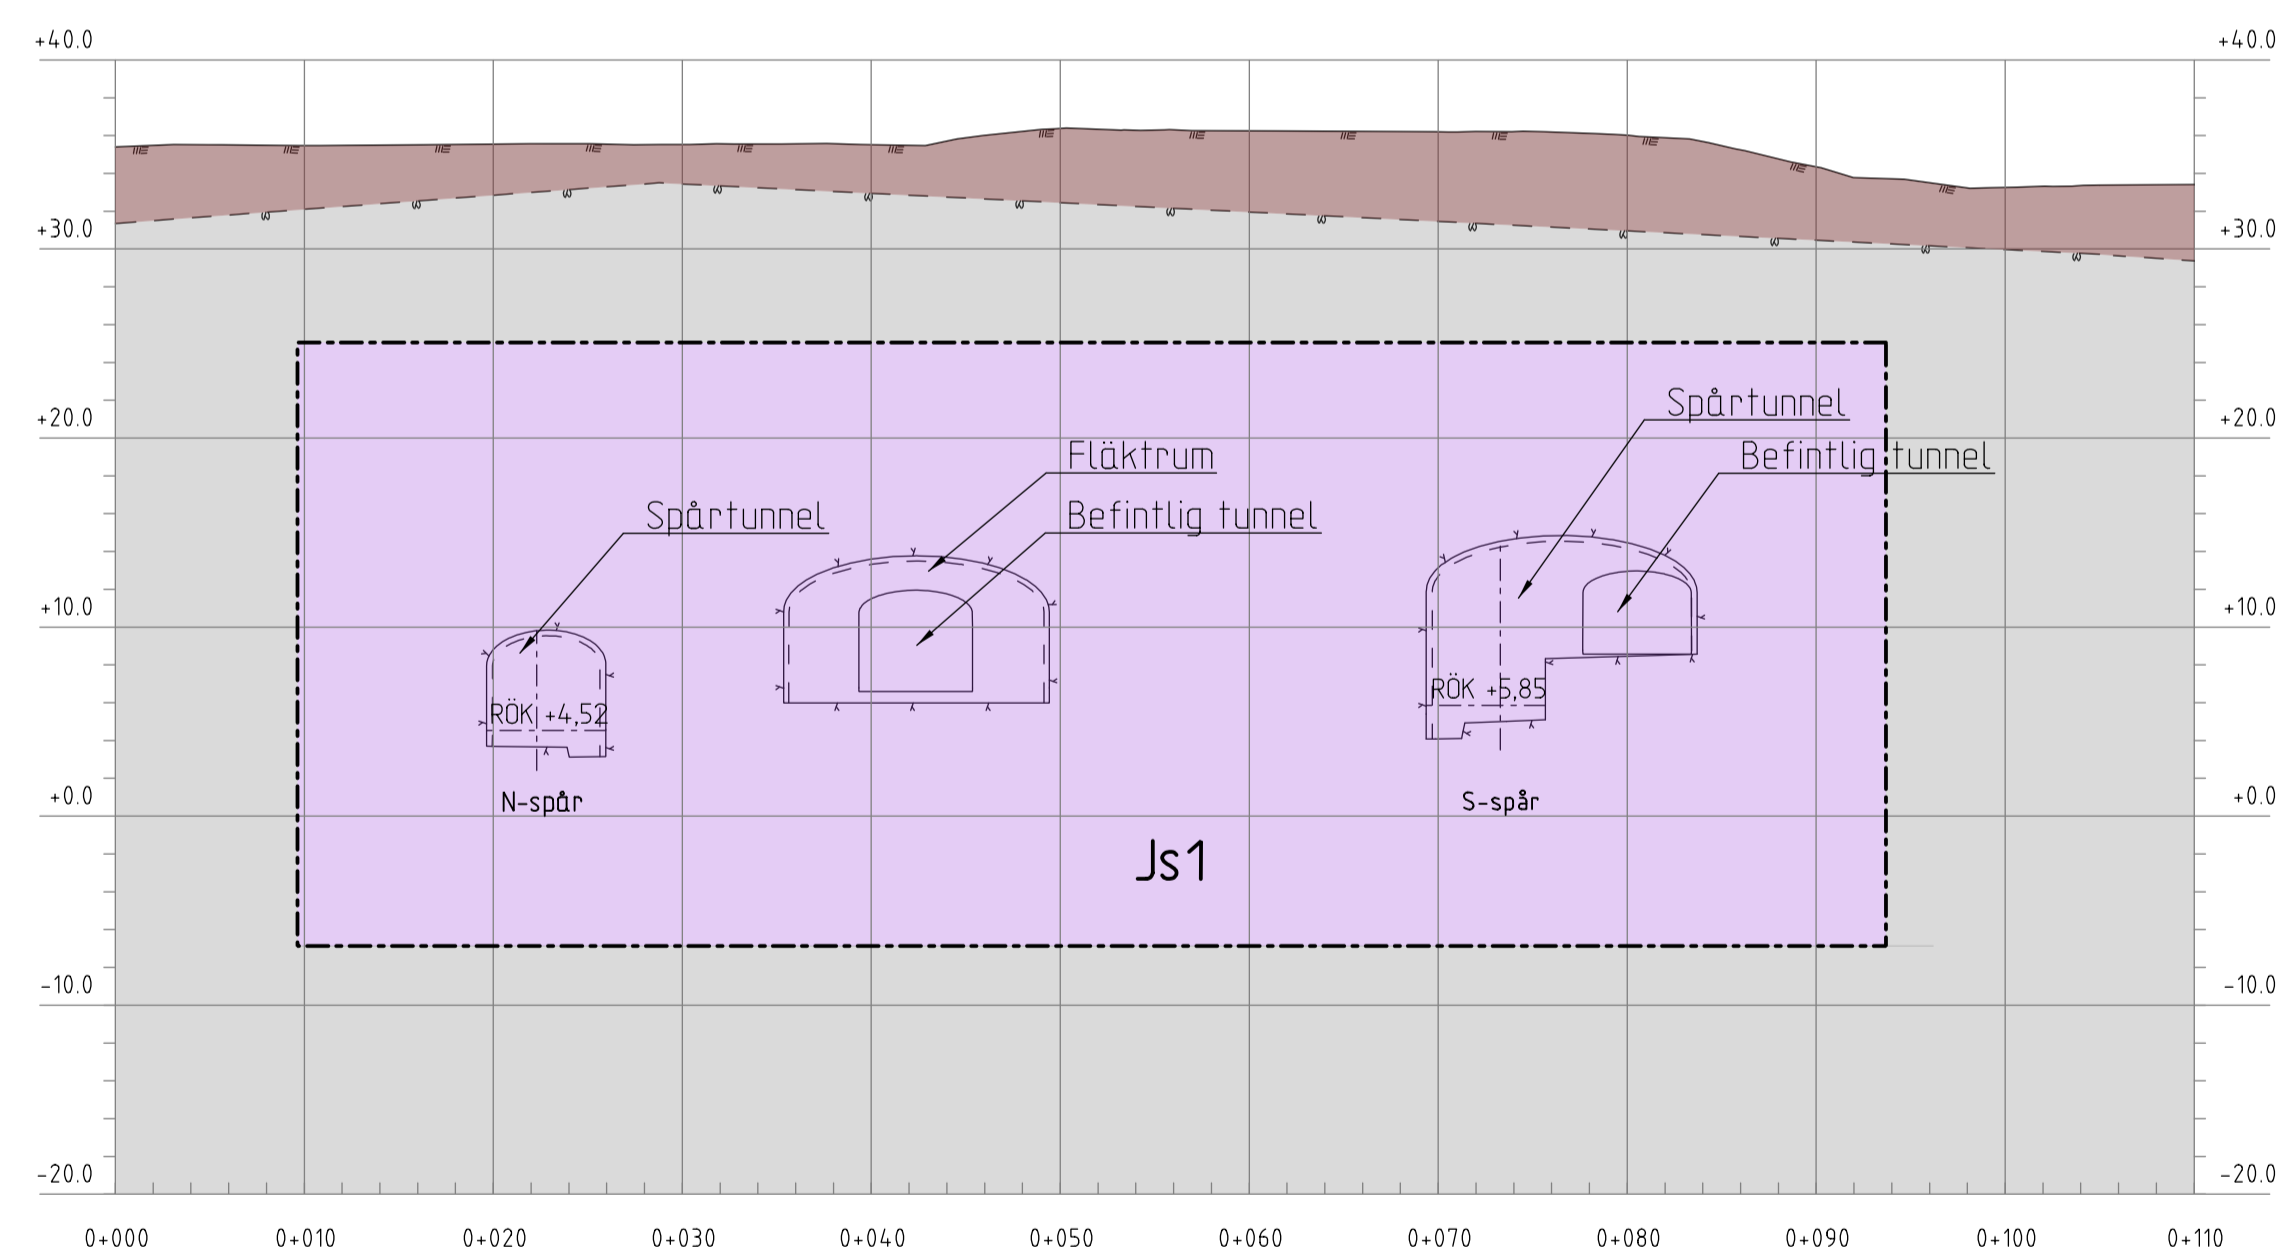 +40.0 +40.0
+30.0 +30.0
Spårtunnel
+20.0 +20.0
Fläktrum Befintlig tunnel
Spårtunnel Befintlig tunnel
+10.0 +10.0
RÖK +5,85
RÖK +4,52
+0.0 +0.0
N-spår S-spår
Js1
-10.0 -10.0
-20.0 -20.0
0+000 0+010 0+020 0+030 0+040 0+050 0+060 0+070 0+080 0+090 0+100 0+110